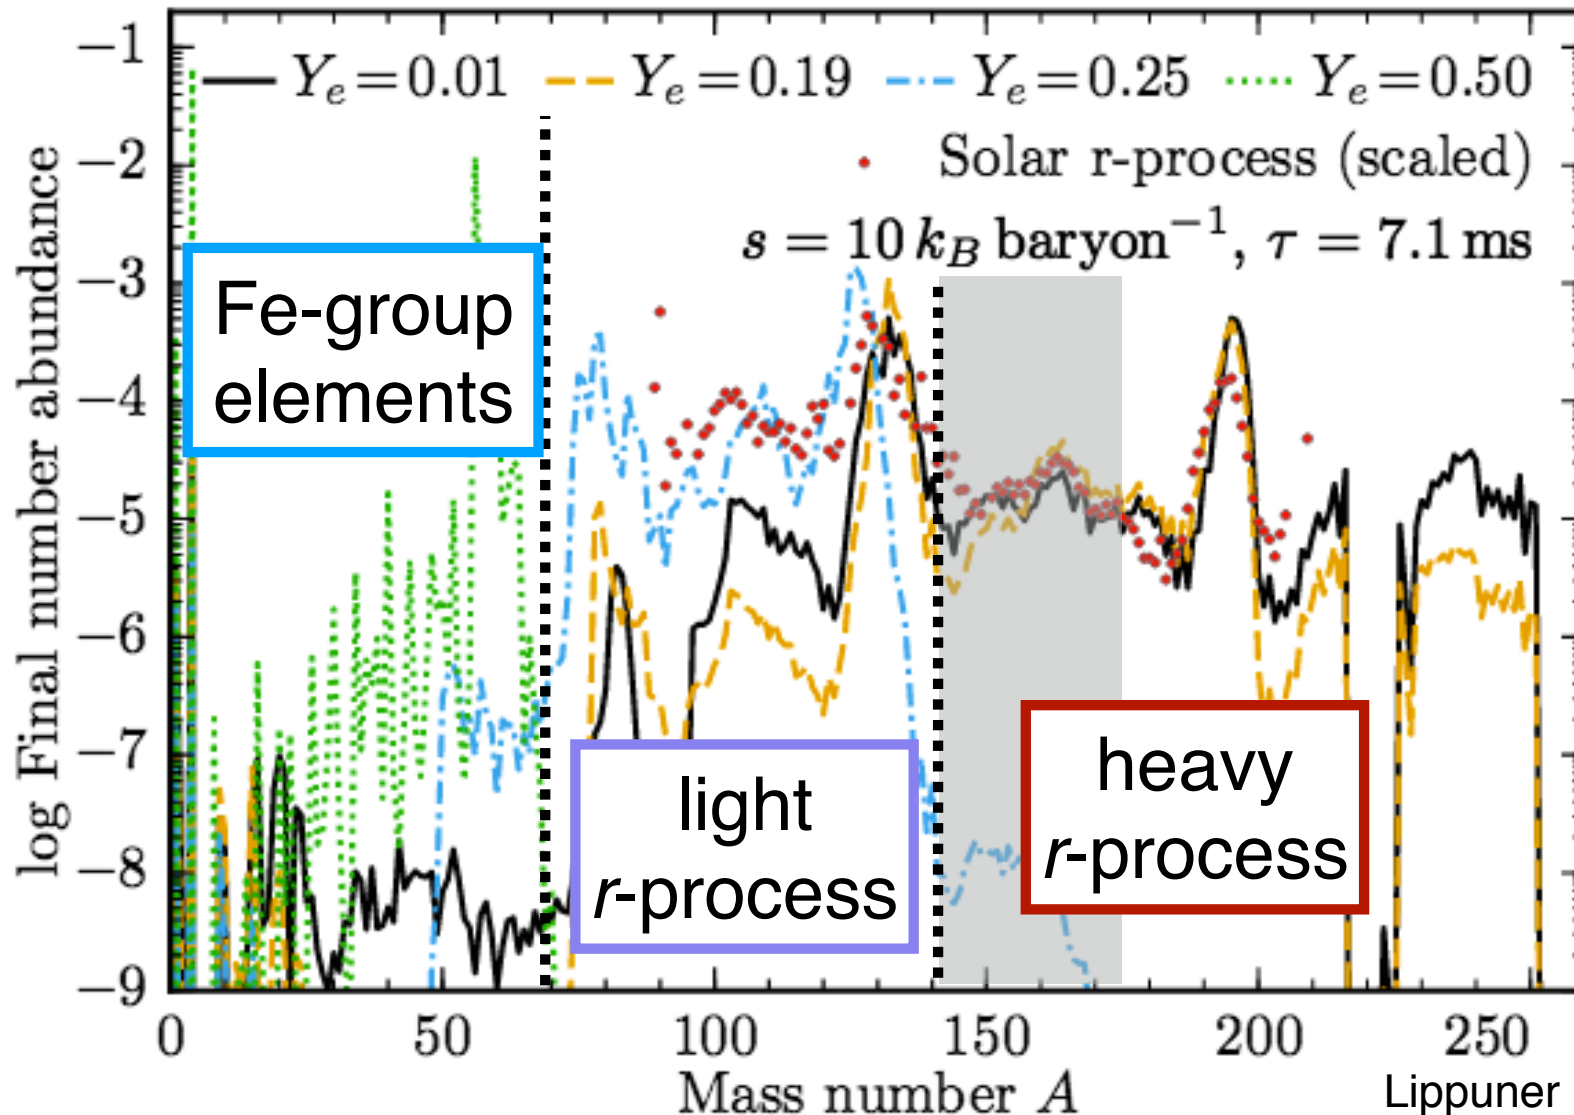 −1
−2
−3
−4
−5
−6
−7
−8
−9
log Final number abundance
Y_e = 0.01
Y_e = 0.19
Y_e = 0.25
Y_e = 0.50
Solar r-process (scaled)
s = 10 k_B baryon⁻¹, τ = 7.1 ms
Fe-group
elements
light
r-process
heavy
r-process
0
50
100
150
200
250
Mass number A
Lippuner